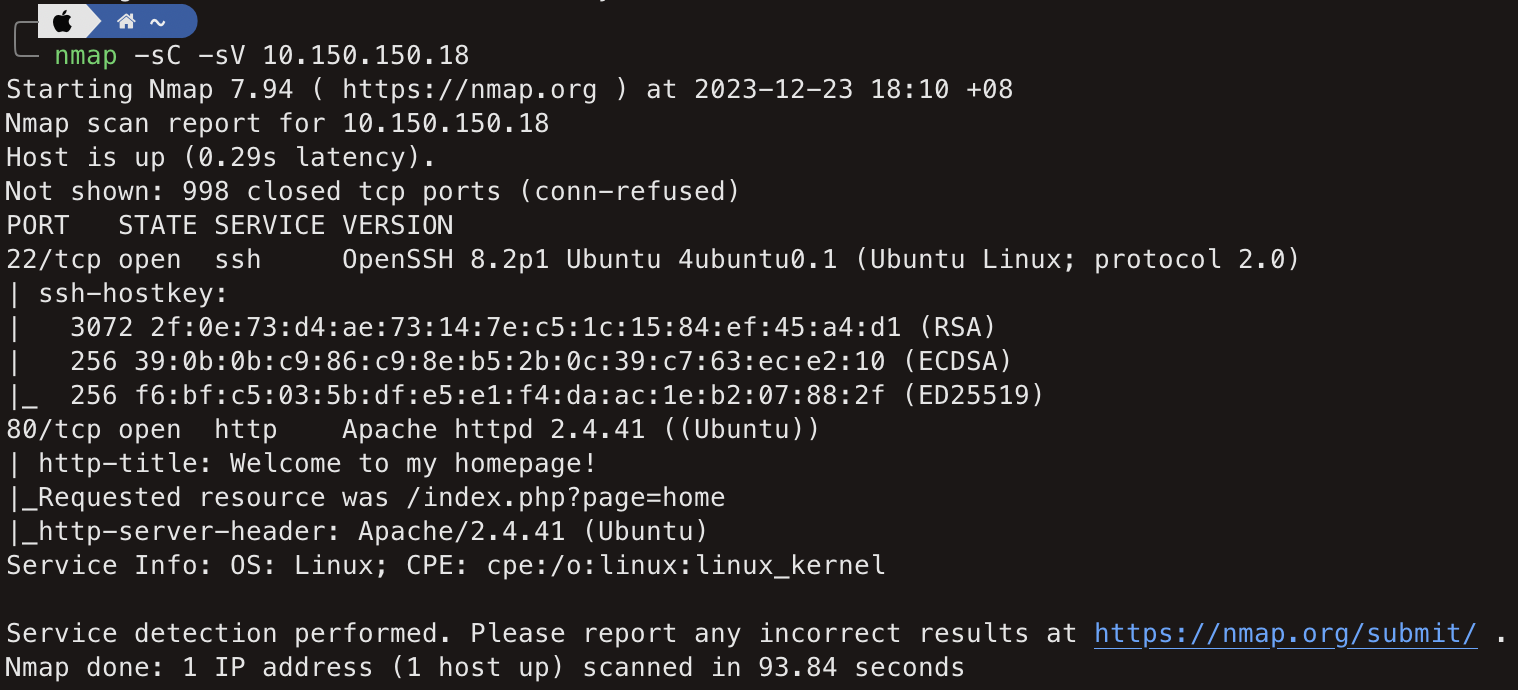 ~
nmap -sC -sV 10.150.150.18
Starting Nmap 7.94 ( https://nmap.org ) at 2023-12-23 18:10 +08
Nmap scan report for 10.150.150.18
Host is up (0.29s latency).
Not shown: 998 closed tcp ports (conn-refused)
PORT   STATE SERVICE VERSION
22/tcp open  ssh     OpenSSH 8.2p1 Ubuntu 4ubuntu0.1 (Ubuntu Linux; protocol 2.0)
| ssh-hostkey:
|   3072 2f:0e:73:d4:ae:73:14:7e:c5:1c:15:84:ef:45:a4:d1 (RSA)
|   256 39:0b:0b:c9:86:c9:8e:b5:2b:0c:39:c7:63:ec:e2:10 (ECDSA)
|_  256 f6:bf:c5:03:5b:df:e5:e1:f4:da:ac:1e:b2:07:88:2f (ED25519)
80/tcp open  http    Apache httpd 2.4.41 ((Ubuntu))
| http-title: Welcome to my homepage!
|_Requested resource was /index.php?page=home
|_http-server-header: Apache/2.4.41 (Ubuntu)
Service Info: OS: Linux; CPE: cpe:/o:linux:linux_kernel

Service detection performed. Please report any incorrect results at https://nmap.org/submit/ .
Nmap done: 1 IP address (1 host up) scanned in 93.84 seconds